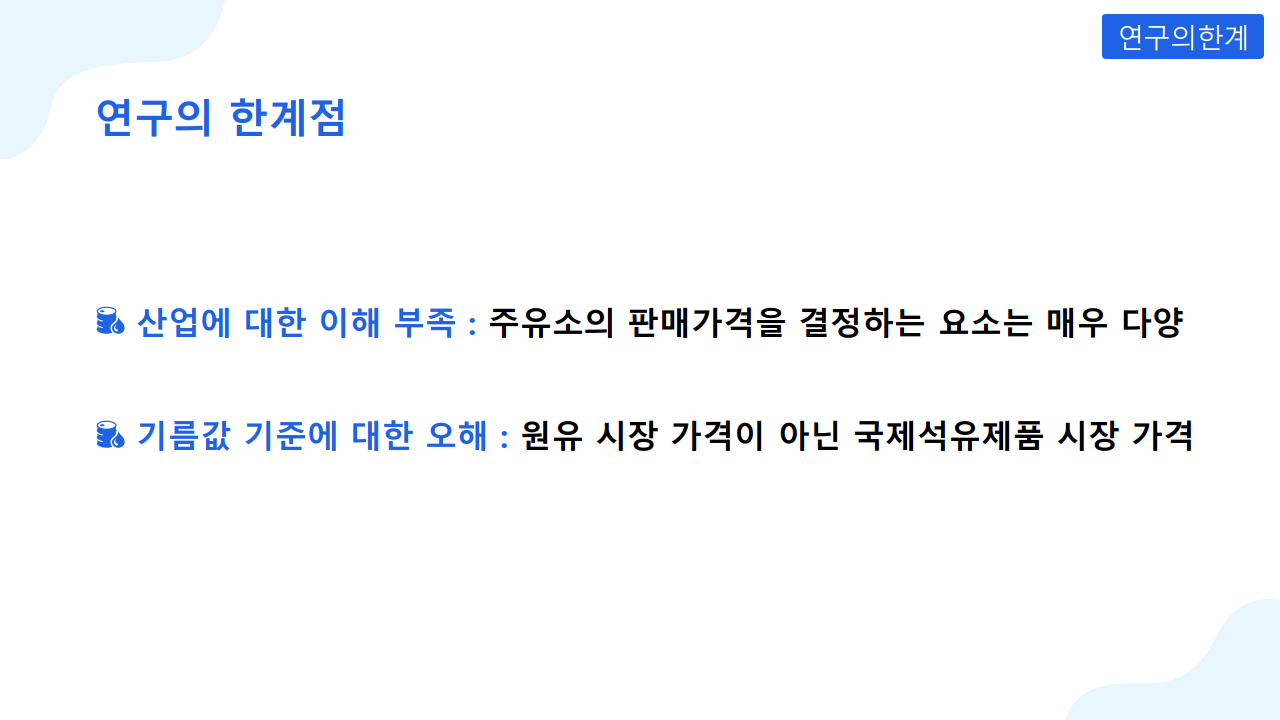 연구의한계
연구의 한계점
산업에 대한 이해 부족 : 주유소의 판매가격을 결정하는 요소는 매우 다양
기름값 기준에 대한 오해 : 원유 시장 가격이 아닌 국제석유제품 시장 가격